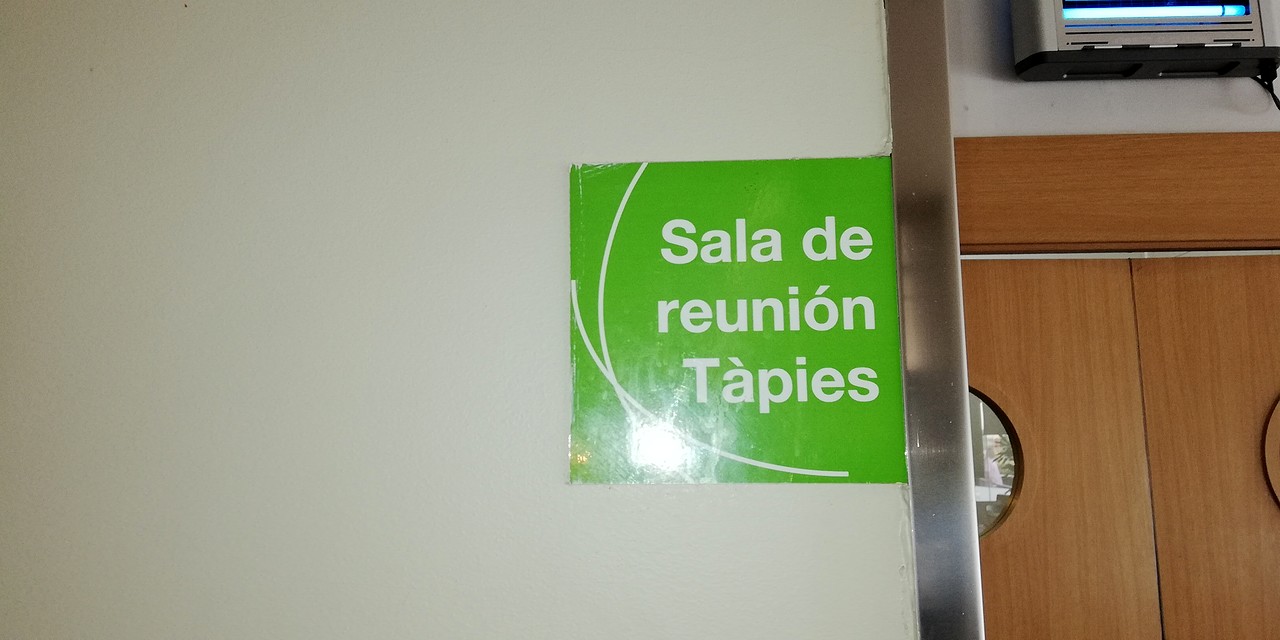 Sala de
reunión
Tàpies